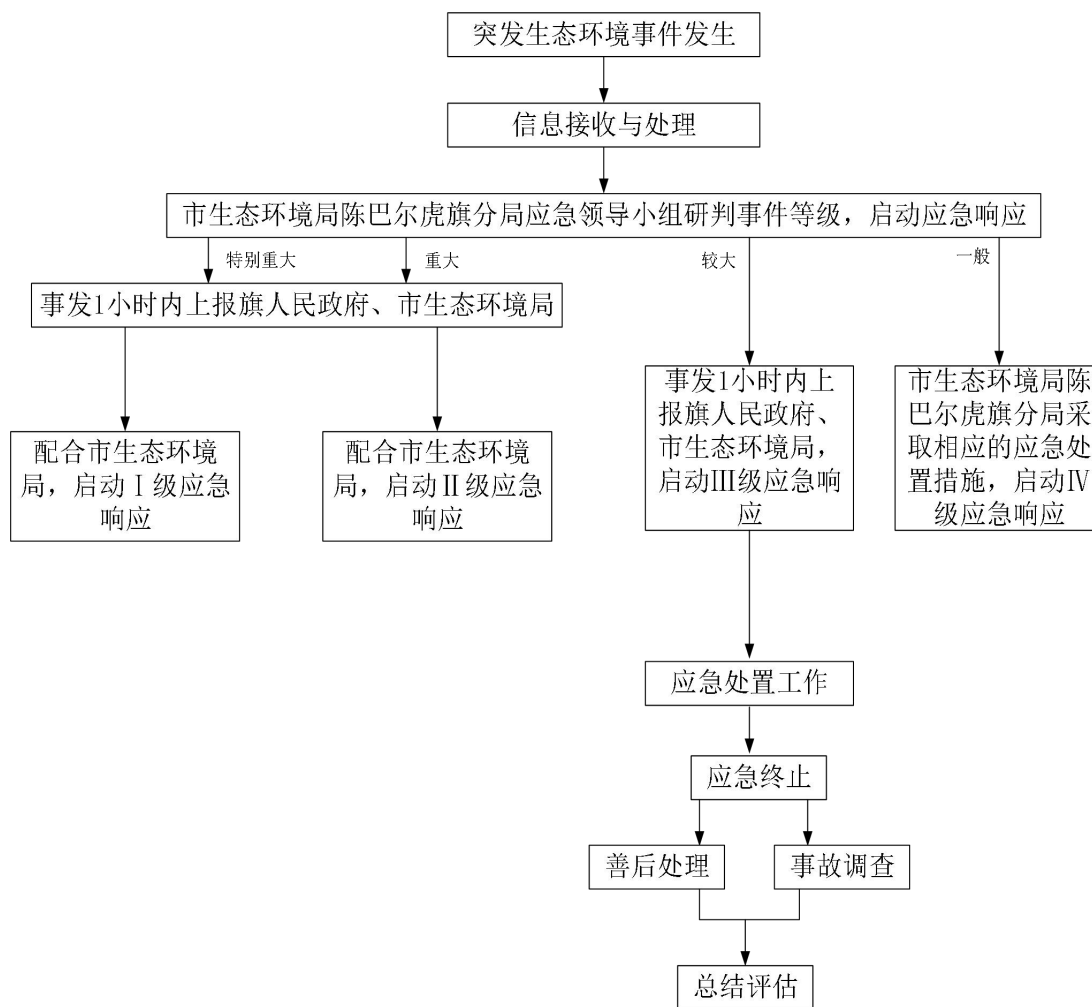 突发生态环境事件发生
信息接收与处理
市生态环境局陈巴尔虎旗分局应急领导小组研判事件等级，启动应急响应
特别重大
重大
较大
一般
事发1小时内上报旗人民政府、市生态环境局
配合市生态环境
局，启动Ⅰ级应急
响应
配合市生态环境
局，启动Ⅱ级应急
响应
事发1小时内上
报旗人民政府、
市生态环境局，
启动Ⅲ级应急响
应
市生态环境局陈
巴尔虎旗分局采
取相应的应急处
置措施，启动Ⅳ
级应急响应
应急处置工作
应急终止
善后处理
事故调查
总结评估